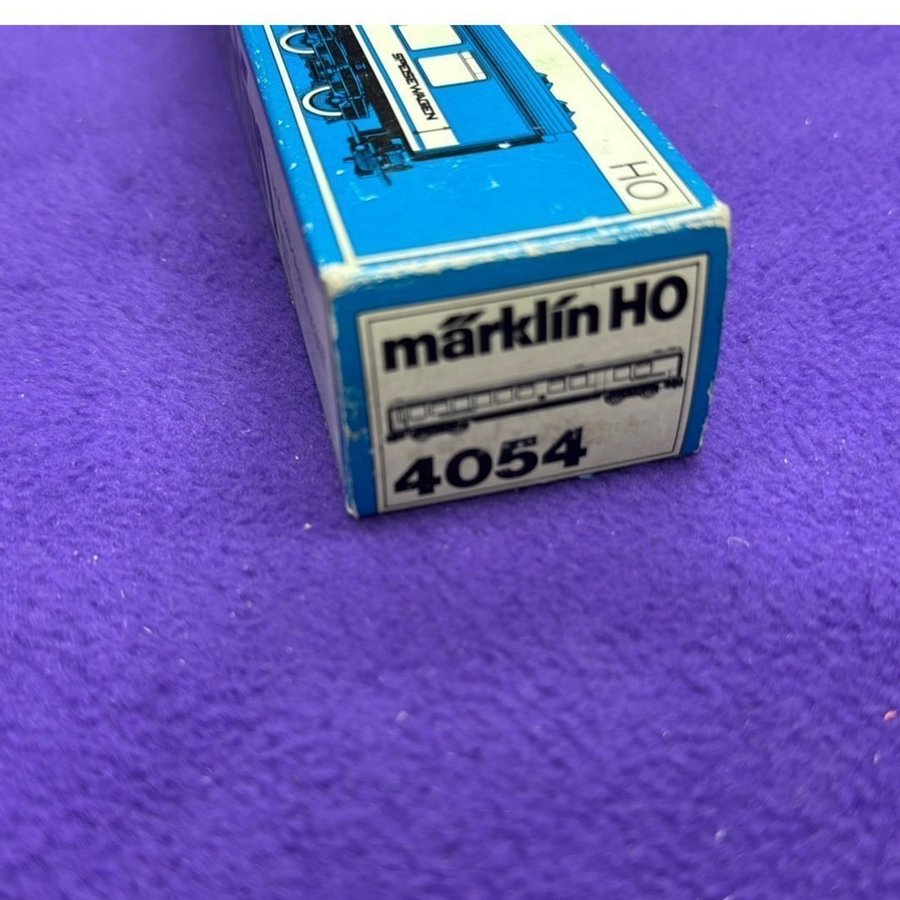 SPEISEWAGEN
HO
märklin HO
4054